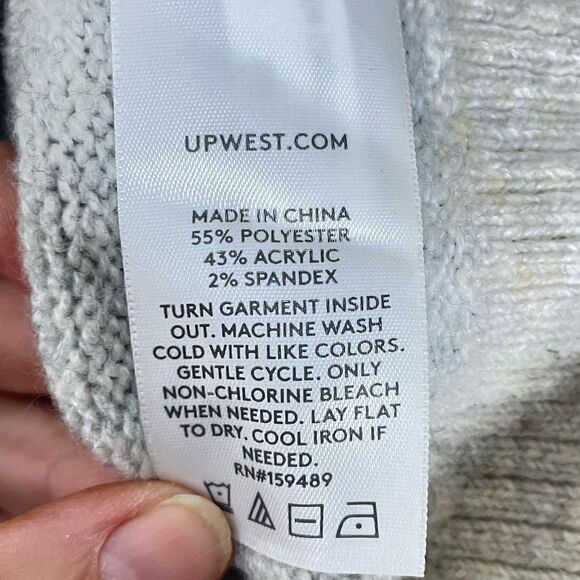 UPWEST.COM
MADE IN CHINA
55% POLYESTER
43% ACRYLIC
2% SPANDEX
TURN GARMENT INSIDE
OUT. MACHINE WASH
COLD WITH LIKE COLORS.
GENTLE CYCLE. ONLY
NON-CHLORINE BLEACH
WHEN NEEDED. LAY FLAT
TO DRY. COOL IRON IF
NEEDED.
RN#159489